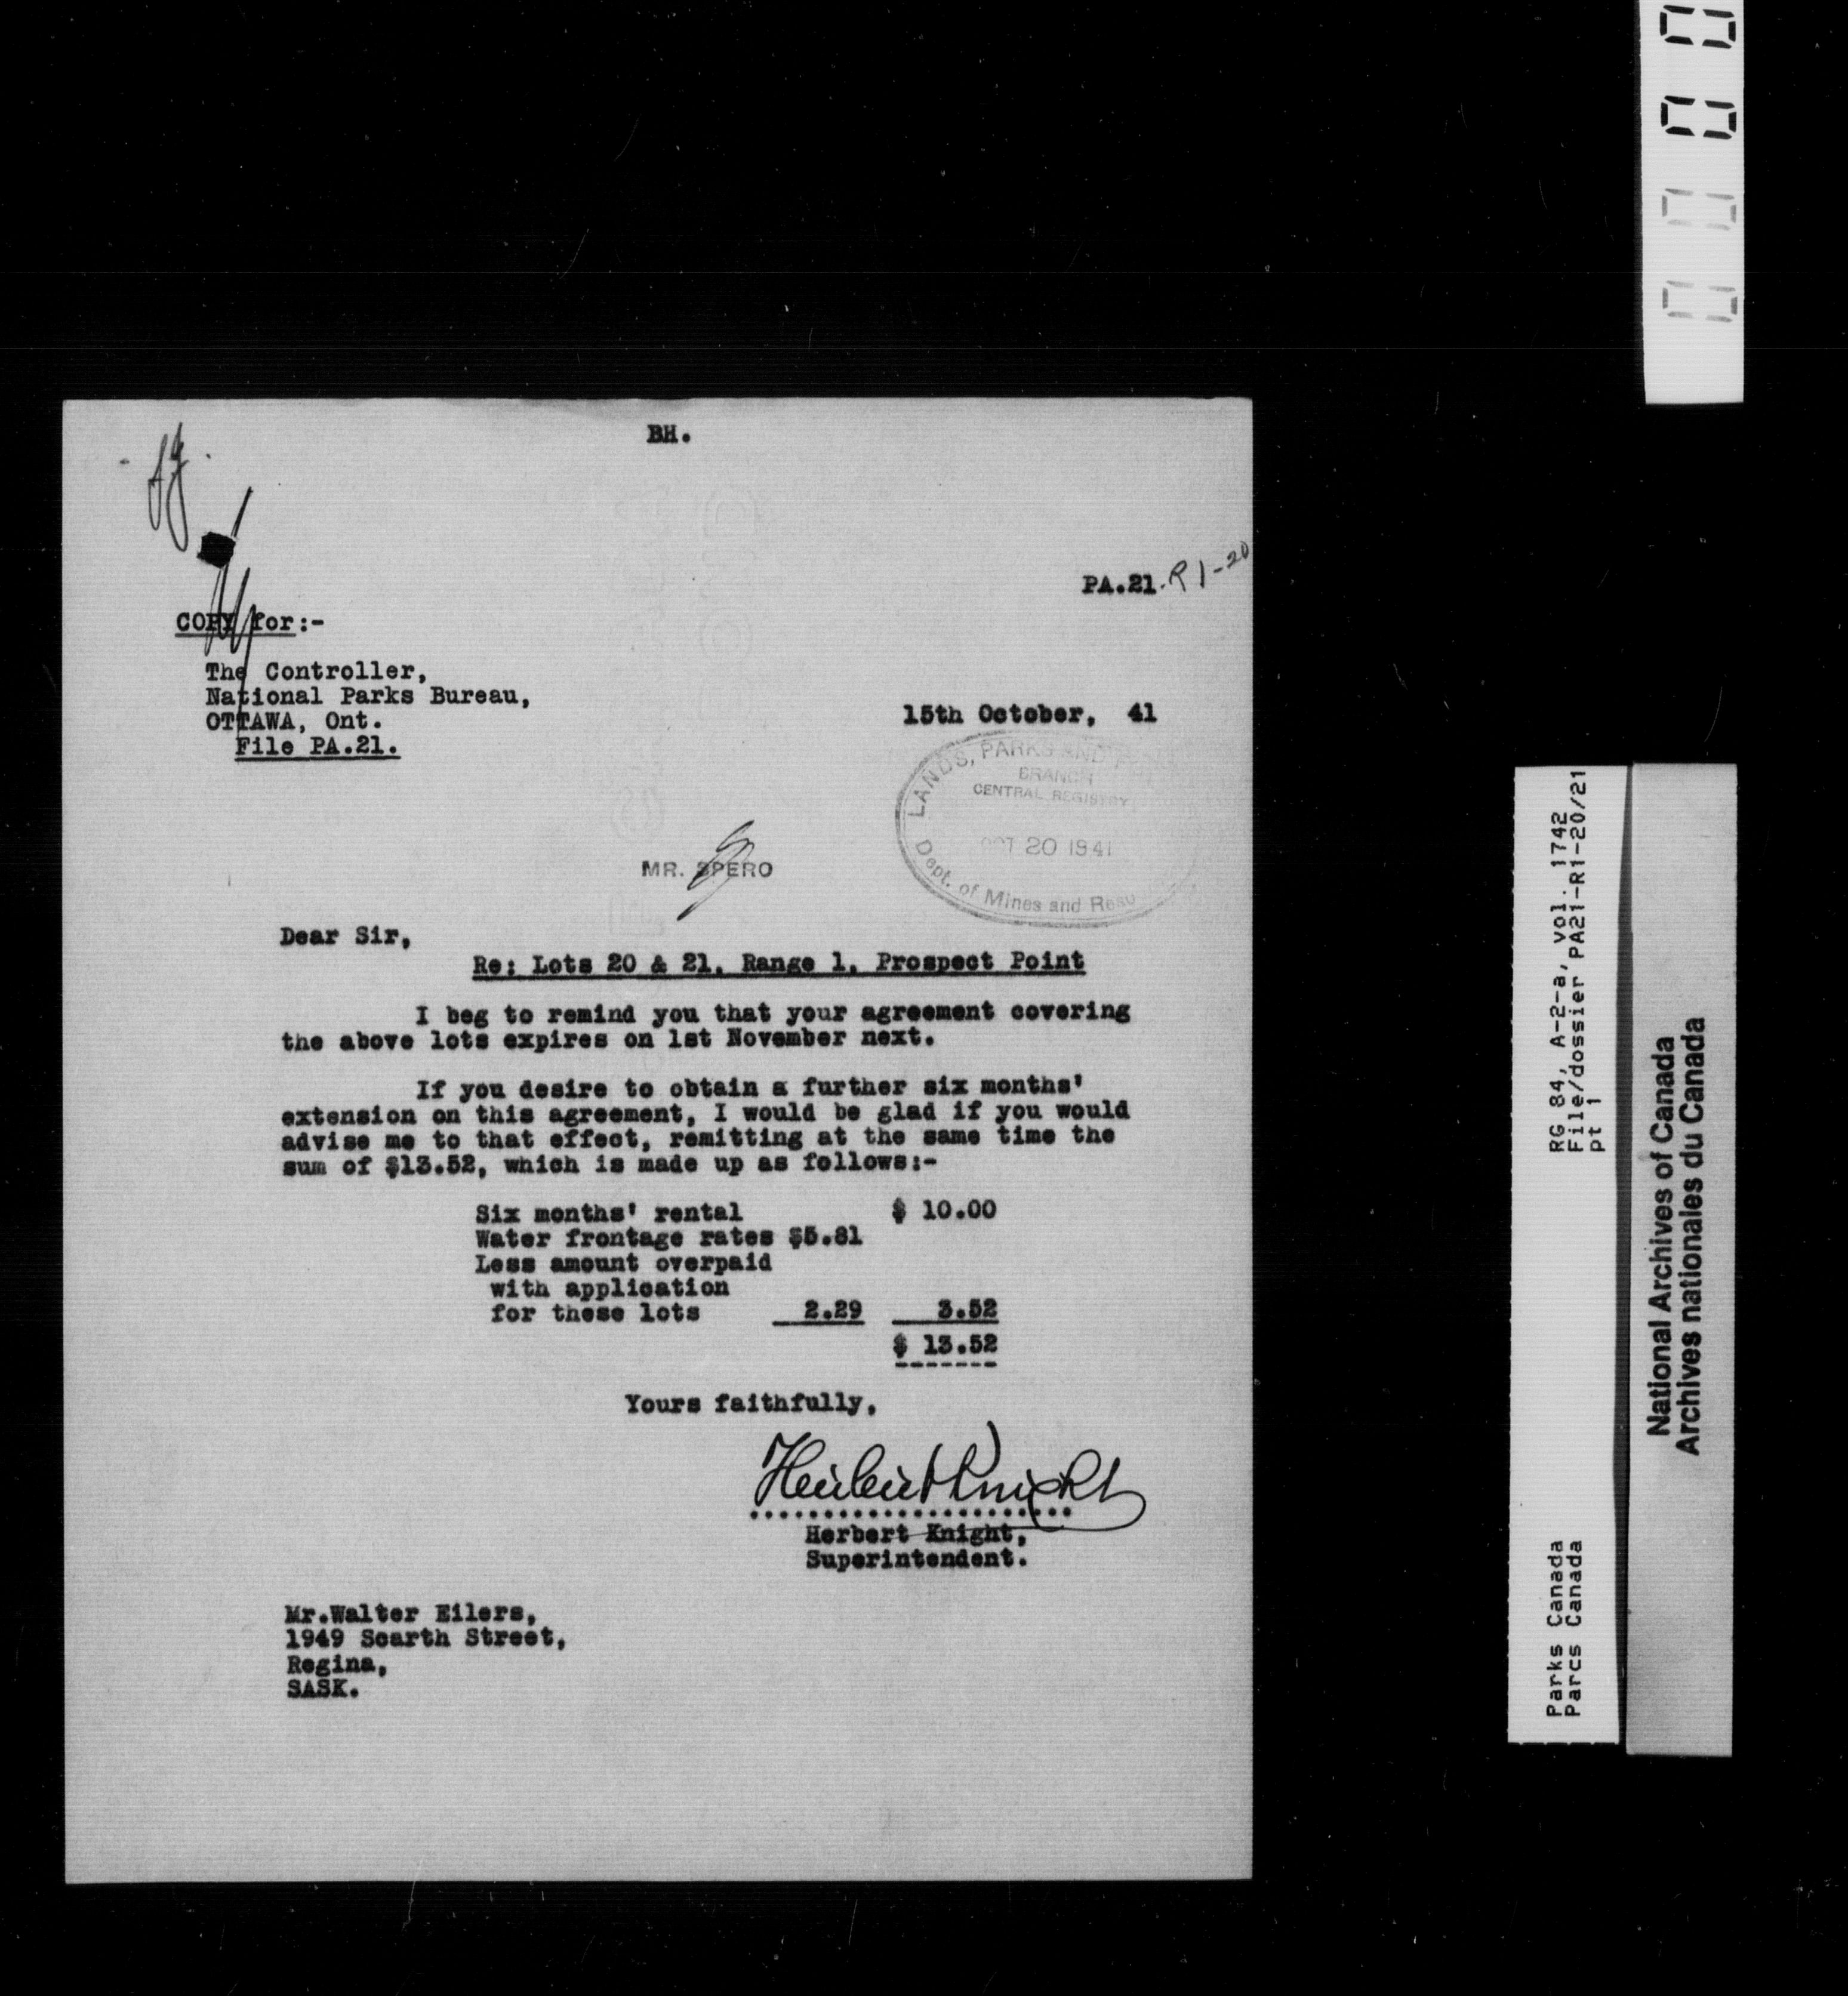 BH.
PA.21.R1-20
COPY for:-
The Controller,
National Parks Bureau,
OTTAWA, Ont.
File PA.21.
15th October, 41
LANDS, PARKS AND
BRANCH
CENTRAL REGISTRY
OCT 20 1941
Dept. of Mines and
MR. SPERO
Dear Sir,
Re: Lots 20 & 21, Range 1, Prospect Point
I beg to remind you that your agreement covering
the above lots expires on 1st November next.
If you desire to obtain a further six months'
extension on this agreement, I would be glad if you would
advise me to that effect, remitting at the same time the
sum of $13.52, which is made up as follows:-
Six months' rental $ 10.00
Water frontage rates $5.81
Less amount overpaid
with application
for these lots 2.29 3.52
$ 13.52
Yours faithfully,
Herbert Knight
Herbert Knight,
Superintendent.
Mr.Walter Eilers,
1949 Scarth Street,
Regina,
SASK.
RG 84, A-2-a, vol. 1742
File/dossier PA21-R1-20/21
pt 1
Parks Canada
Parcs Canada
National Archives of Canada
Archives nationales du Canada